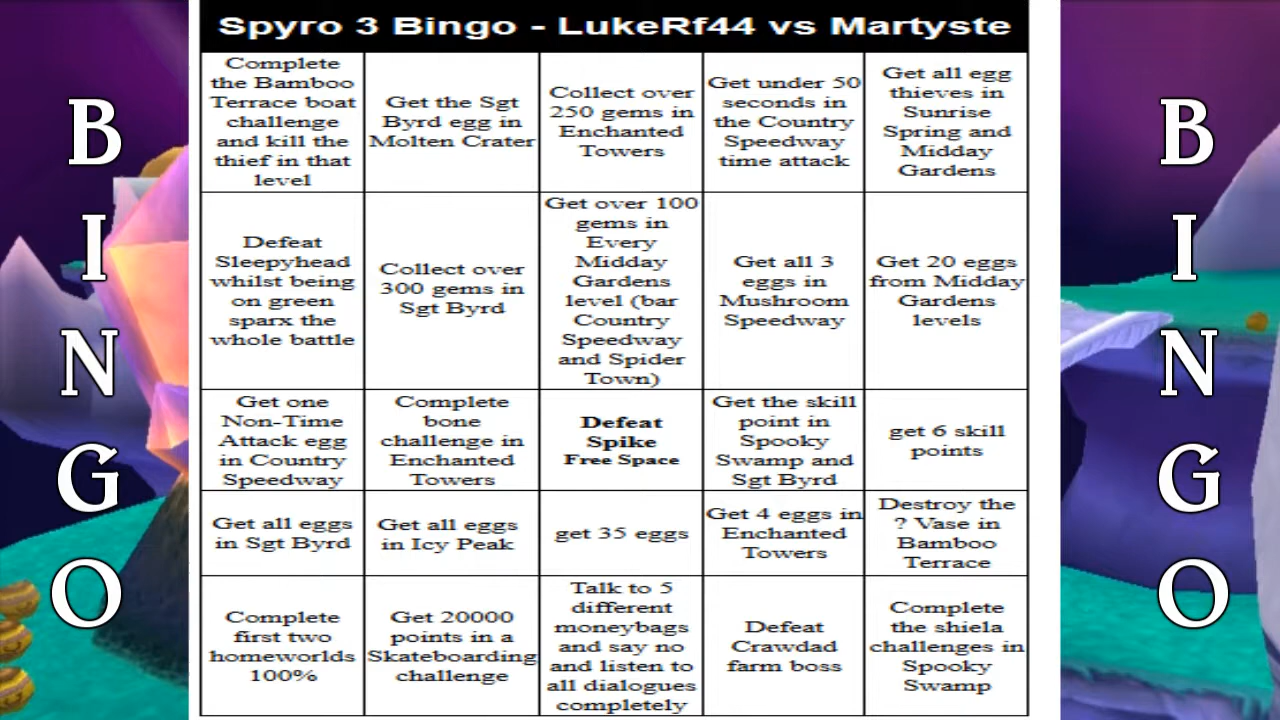 Spyro 3 Bingo - LukeRf44 vs Martyste
B
I
N
G
O
Complete
the Bamboo
Terrace boat
challenge
and kill the
thief in that
level
Get the Sgt
Byrd egg in
Molten Crater
Collect over
250 gems in
Enchanted
Towers
Get under 50
seconds in
the Country
Speedway
time attack
Get all egg
thieves in
Sunrise
Spring and
Midday
Gardens
Defeat
Sleepyhead
whilst being
on green
sparx the
whole battle
Collect over
300 gems in
Sgt Byrd
Get over 100
gems in
Every
Midday
Gardens
level (bar
Country
Speedway
and Spider
Town)
Get all 3
eggs in
Mushroom
Speedway
Get 20 eggs
from Midday
Gardens
levels
Get one
Non-Time
Attack egg
in Country
Speedway
Complete
bone
challenge in
Enchanted
Towers
Defeat
Spike
Free Space
Get the skill
point in
Spooky
Swamp and
Sgt Byrd
get 6 skill
points
Get all eggs
in Sgt Byrd
Get all eggs
in Icy Peak
get 35 eggs
Get 4 eggs in
Enchanted
Towers
Destroy the
? Vase in
Bamboo
Terrace
Complete
first two
homeworlds
100%
Get 20000
points in a
Skateboarding
challenge
Talk to 5
different
moneybags
and say no
and listen to
all dialogues
completely
Defeat
Crawdad
farm boss
Complete
the shiela
challenges in
Spooky
Swamp
B
I
N
G
O